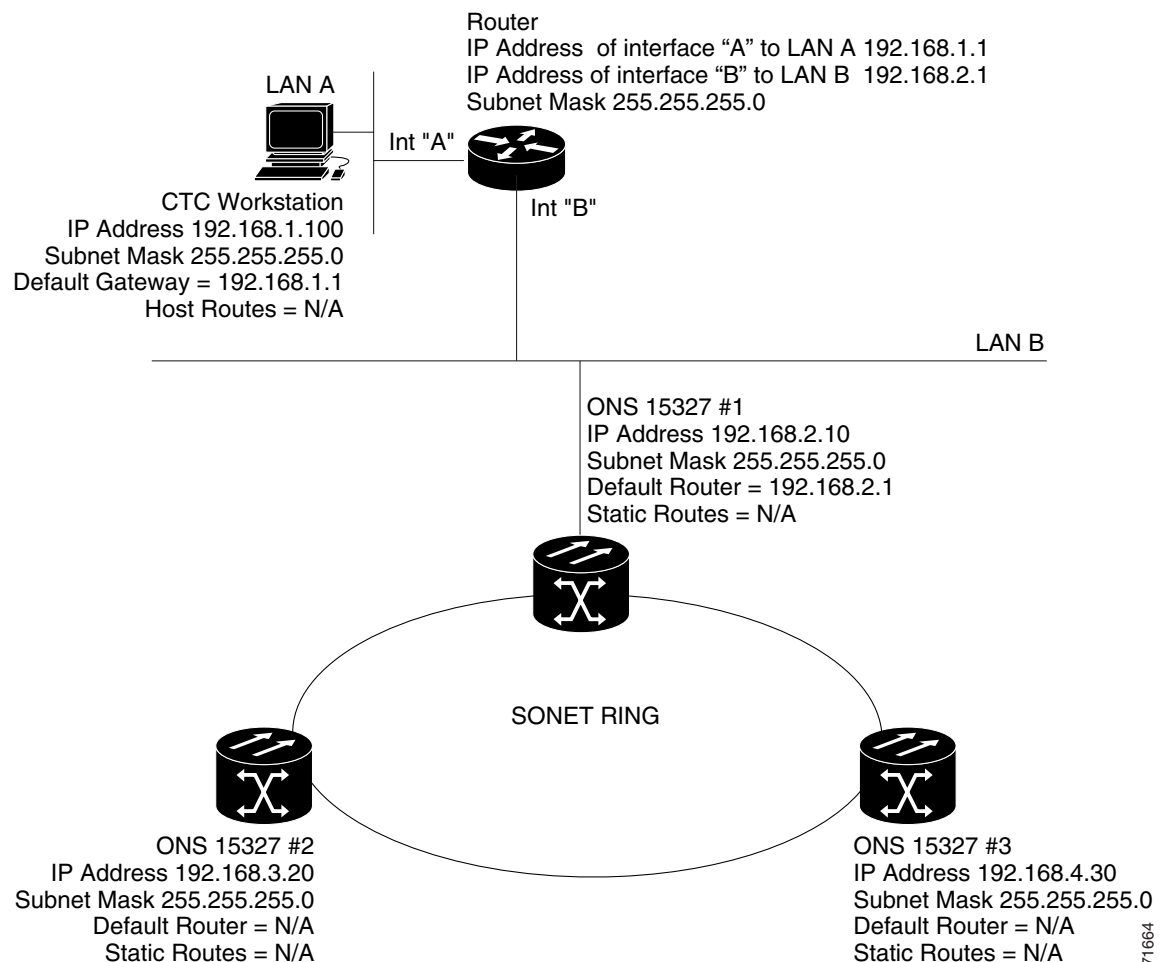 Router
IP Address of interface “A” to LAN A 192.168.1.1
IP Address of interface “B” to LAN B 192.168.2.1
Subnet Mask 255.255.255.0
LAN A
Int "A"
Int "B"
CTC Workstation
IP Address 192.168.1.100
Subnet Mask 255.255.255.0
Default Gateway = 192.168.1.1
Host Routes = N/A
LAN B
ONS 15327 #1
IP Address 192.168.2.10
Subnet Mask 255.255.255.0
Default Router = 192.168.2.1
Static Routes = N/A
SONET RING
ONS 15327 #2
IP Address 192.168.3.20
Subnet Mask 255.255.255.0
Default Router = N/A
Static Routes = N/A
ONS 15327 #3
IP Address 192.168.4.30
Subnet Mask 255.255.255.0
Default Router = N/A
Static Routes = N/A
71664